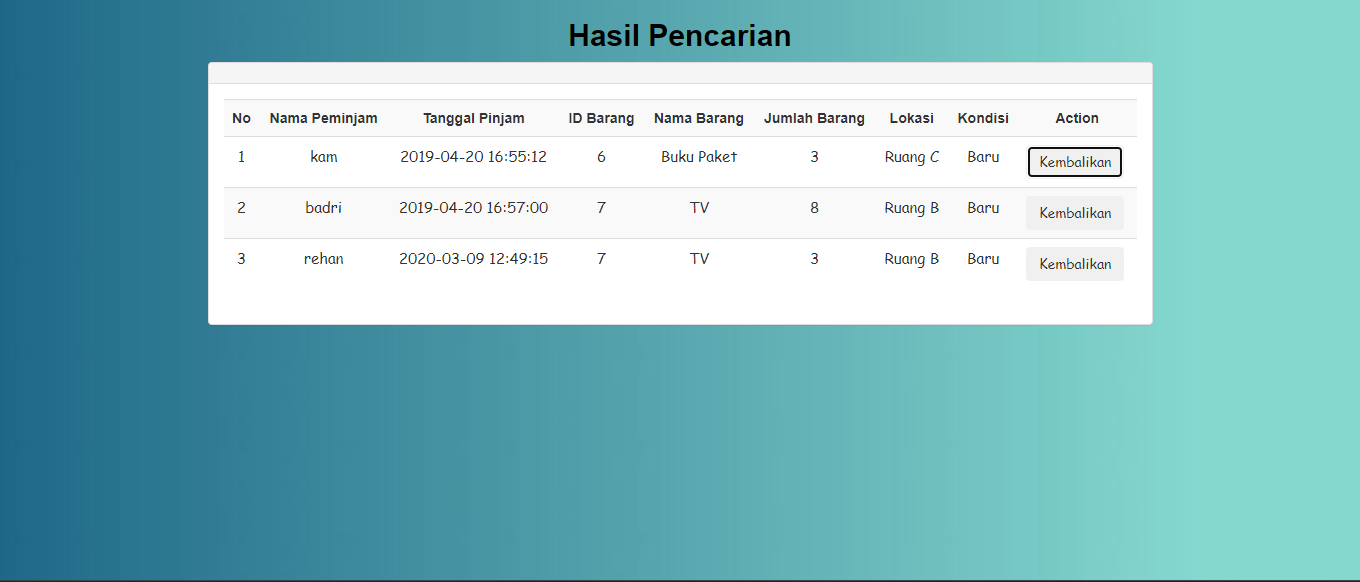 Hasil Pencarian
No Nama Peminjam Tanggal Pinjam ID Barang Nama Barang Jumlah Barang Lokasi Kondisi Action
1 kam 2019-04-20 16:55:12 6 Buku Paket 3 Ruang C Baru Kembalikan
2 badri 2019-04-20 16:57:00 7 TV 8 Ruang B Baru Kembalikan
3 rehan 2020-03-09 12:49:15 7 TV 3 Ruang B Baru Kembalikan